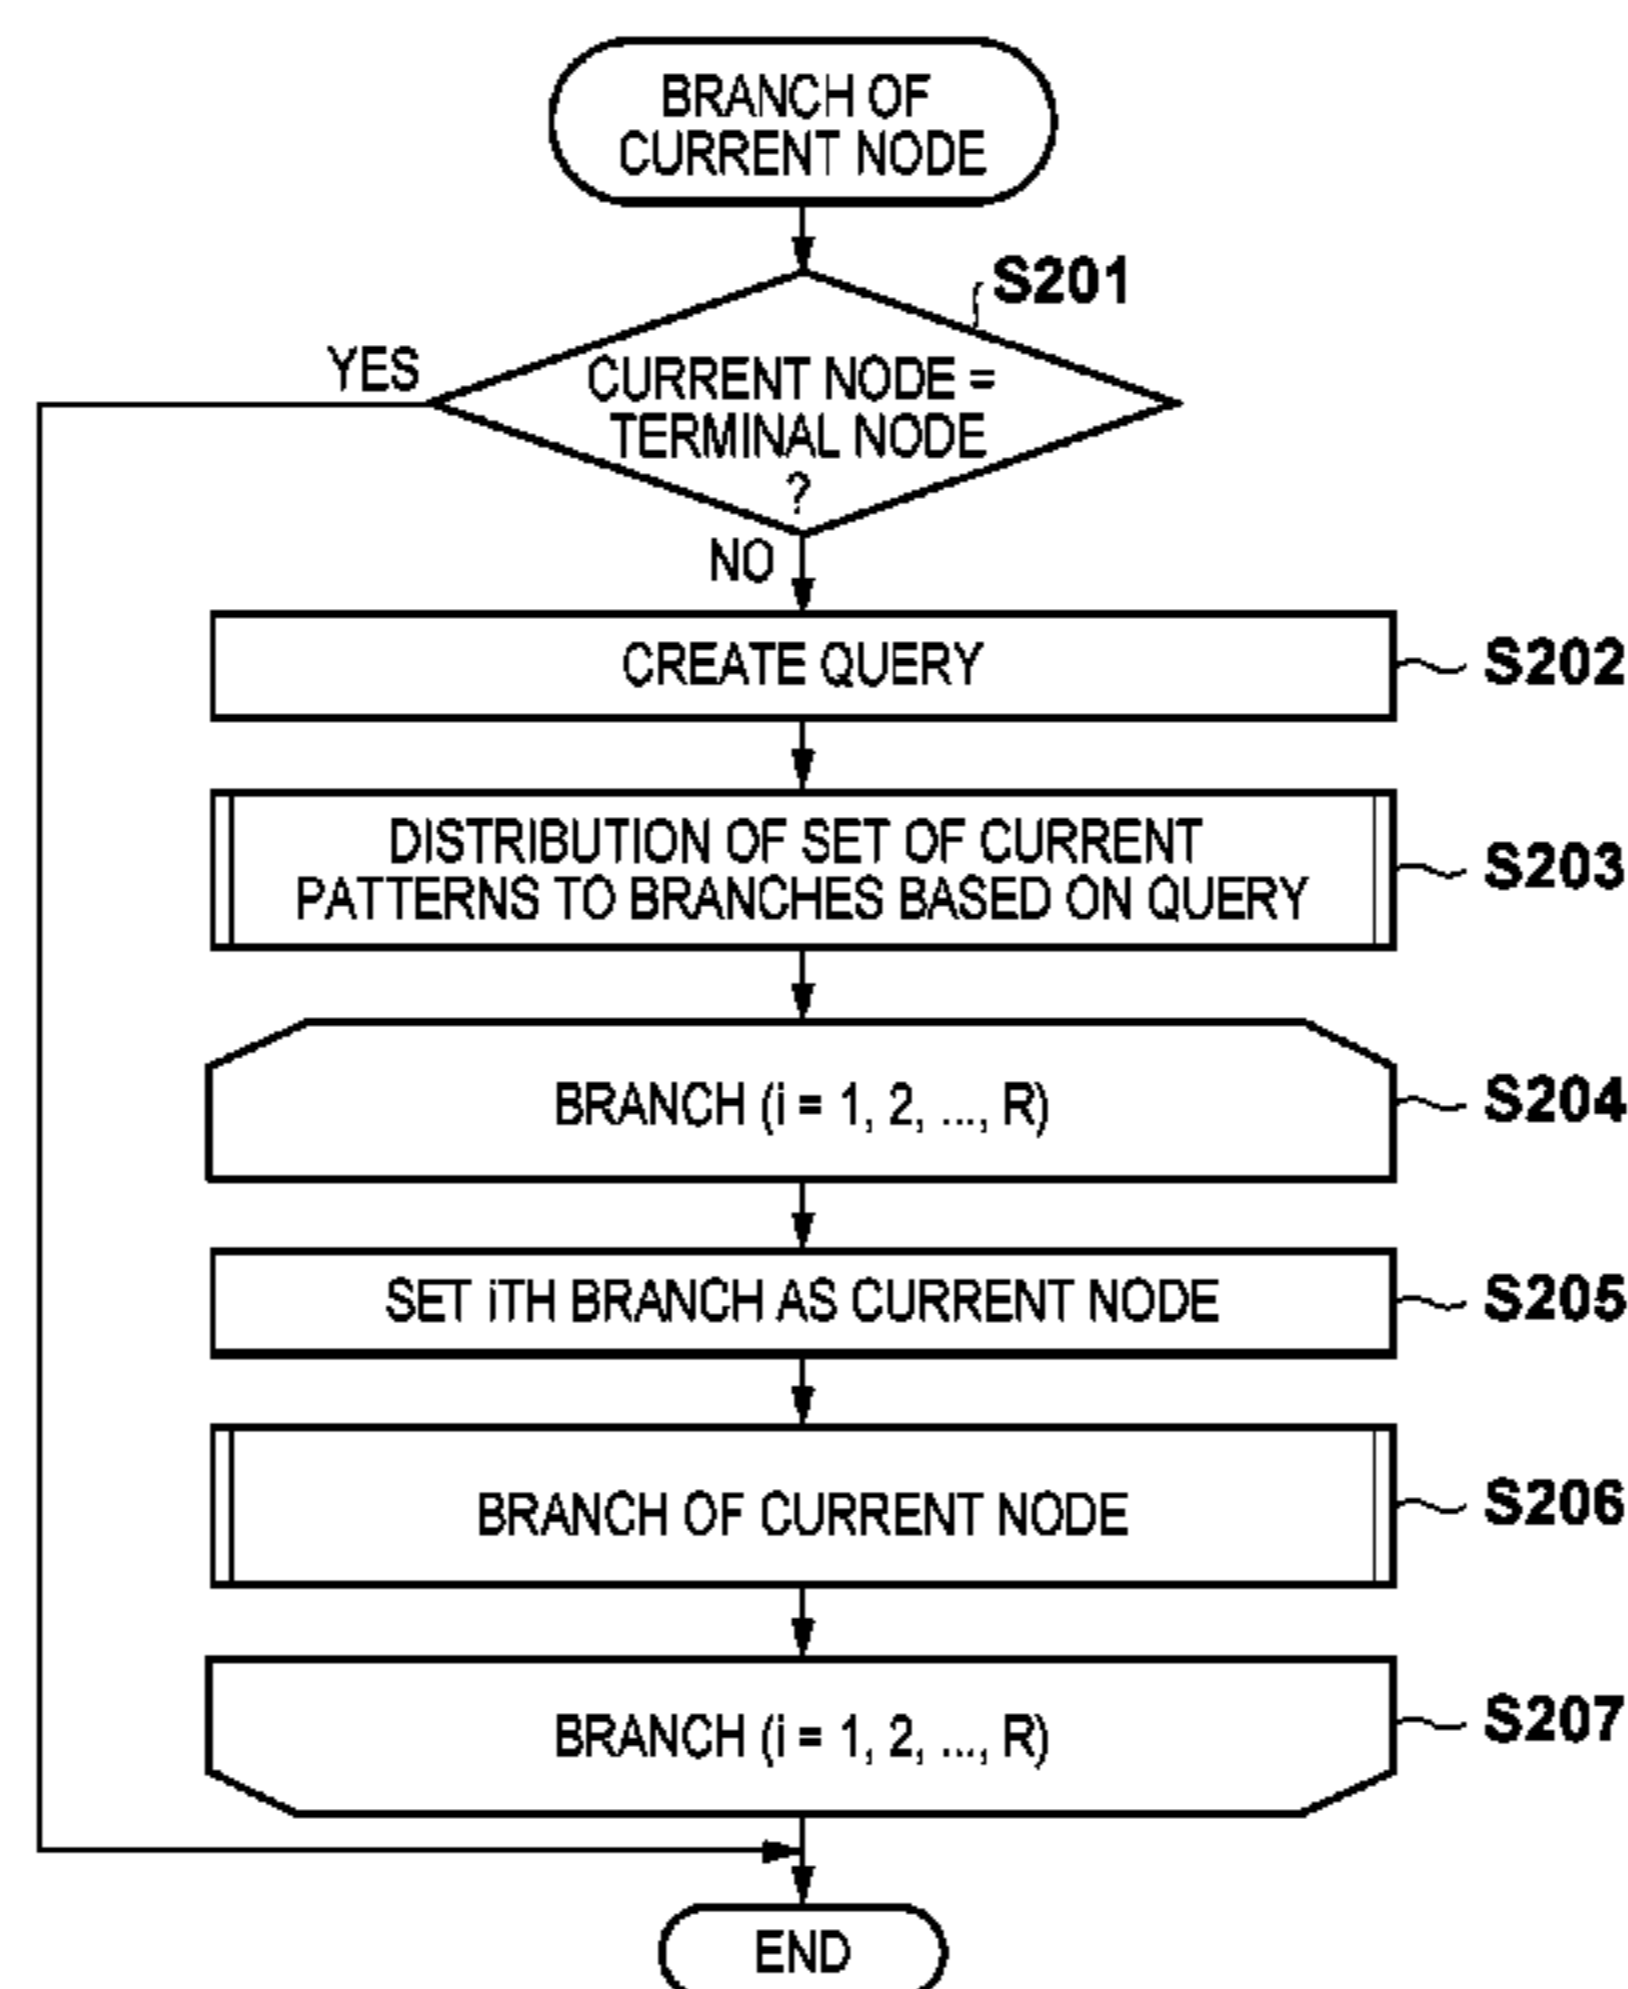 BRANCH OF
CURRENT NODE
S201
YES
CURRENT NODE =
TERMINAL NODE
?
NO
CREATE QUERY
S202
DISTRIBUTION OF SET OF CURRENT
PATTERNS TO BRANCHES BASED ON QUERY
S203
BRANCH (i = 1, 2, ..., R)
S204
SET iTH BRANCH AS CURRENT NODE
S205
BRANCH OF CURRENT NODE
S206
BRANCH (i = 1, 2, ..., R)
S207
END